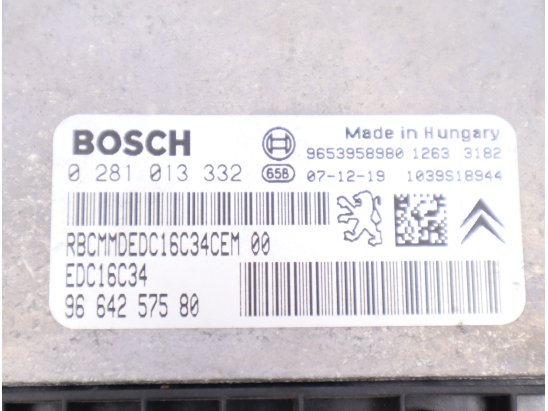 BOSCH
Made in Hungary
9653958980 1263 3182
0 281 013 332 656 07-12-19 1039S18944
RBCMMDEDC16C34CEM 00
EDC16C34
96 642 575 80